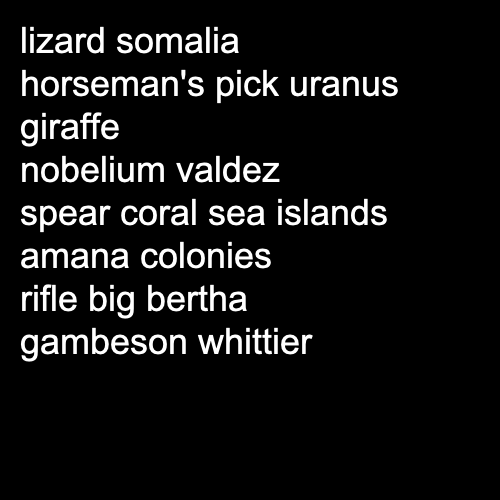 lizard somalia
horseman's pick uranus
giraffe
nobelium valdez
spear coral sea islands
amana colonies
rifle big bertha
gambeson whittier